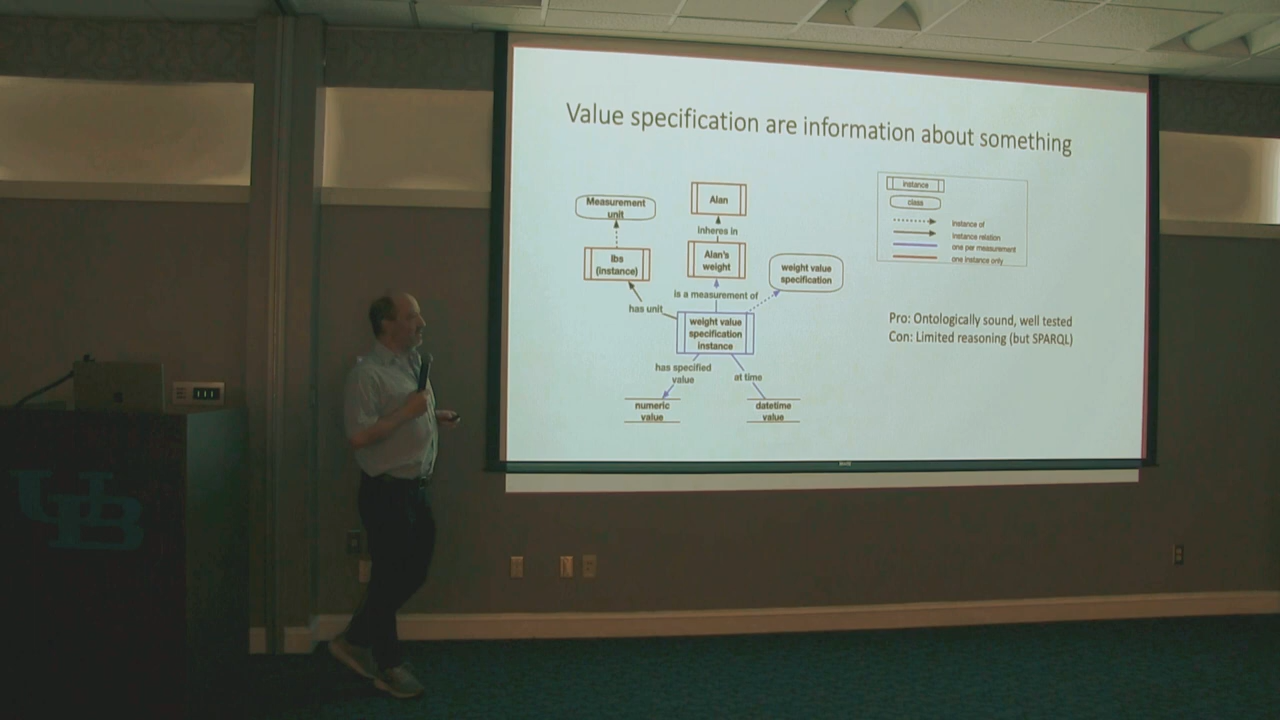 Value specification are information about something
Measurement
unit
Alan
inheres in
lbs
(instance)
Alan's
weight
weight value
specification
is a measurement of
has unit
weight value
specification
instance
has specified
value
at time
numeric
value
datetime
value
instance
class
instance of
instance relation
one per measurement
one instance only
Pro: Ontologically sound, well tested
Con: Limited reasoning (but SPARQL)
UB